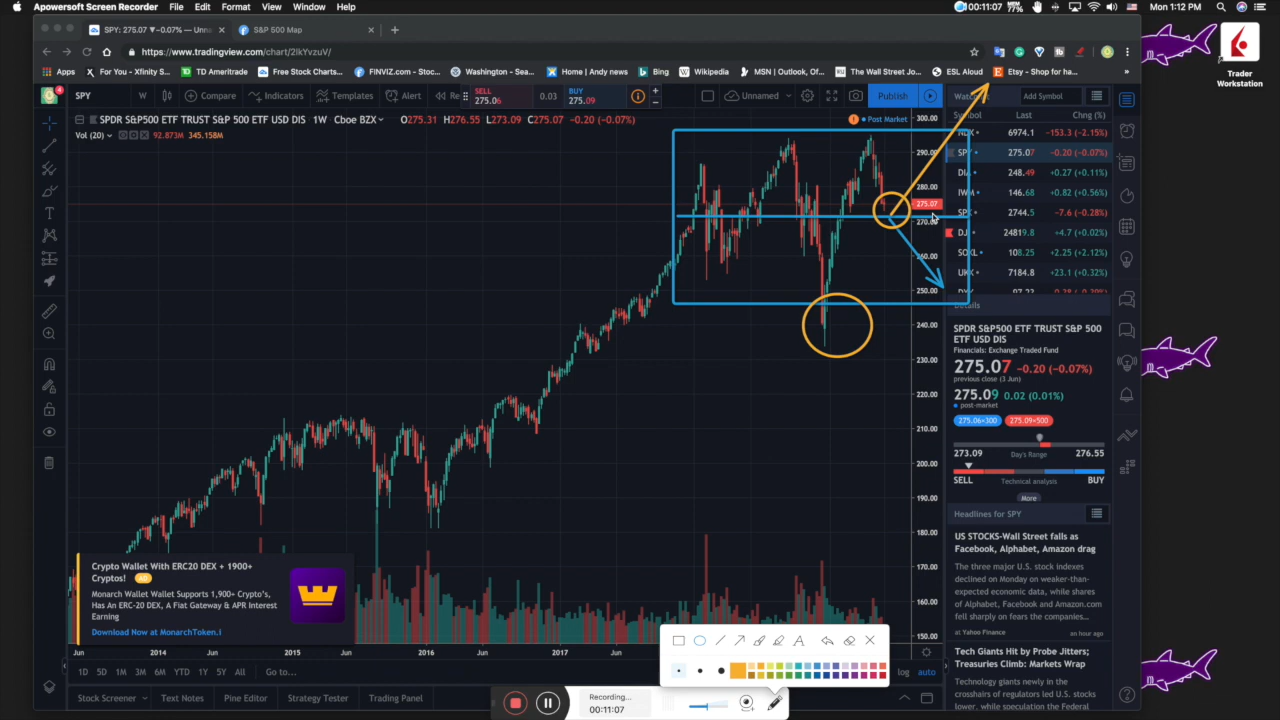 Apowersoft Screen Recorder File Edit View Window Help
00:11:07 MEM 77% Mon 1:12 PM
SPY: 275.07 ▼−0.07% — Unna
S&P 500 Map
https://www.tradingview.com/chart/2IkYvzuV/
Apps For You - Xfinity S... TD Ameritrade Free Stock Charts... FINVIZ.com - Stoc... Washington - Sea... Home | Andy news Bing Wikipedia MSN | Outlook, Of... The Wall Street Jo... ESL Aloud Etsy - Shop for ha... »
Trader
Workstation
4
SPY W Compare Indicators Templates Alert Re
SELL
275.06
0.03
BUY
275.09
Unnamed
Publish
Add Symbol
SPDR S&P500 ETF TRUST S&P 500 ETF USD DIS 1W Cboe BZX O275.31 H276.55 L273.09 C275.07 −0.20 (−0.07%)
Post Market
Vol (20) 92.873M 345.158M
300.00
290.00
280.00
275.07
270.00
260.00
250.00
240.00
230.00
220.00
210.00
200.00
190.00
180.00
170.00
160.00
150.00
Symbol Last Chng (%)
NDX 6974.1 −153.3 (−2.15%)
SPY 275.07 −0.20 (−0.07%)
DIA 248.49 +0.27 (+0.11%)
IWM 146.68 +0.82 (+0.56%)
SPX 2744.5 −7.6 (−0.28%)
DJ 24819.8 +4.7 (+0.02%)
SOXL 108.25 +2.25 (+2.12%)
UKX 7184.8 +23.1 (+0.32%)
Details
SPDR S&P500 ETF TRUST S&P 500
ETF USD DIS
Financials: Exchange Traded Fund
275.07 −0.20 (−0.07%)
previous close (3 Jun)
275.09 0.02 (0.01%)
post-market
275.06×300 275.09×500
273.09 Day's Range 276.55
SELL Technical analysis BUY
More
Headlines for SPY
US STOCKS-Wall Street falls as
Facebook, Alphabet, Amazon drag
The three major U.S. stock indexes
declined on Monday on weaker-than-
expected economic data, while shares
of Alphabet, Facebook and Amazon.com
fell sharply on fears the companies...
at Yahoo Finance an hour ago
Tech Giants Hit by Probe Jitters;
Treasuries Climb: Markets Wrap
Technology giants newly in the
crosshairs of regulators led U.S. stocks
lower, while a selloff in the Facebook,
Crypto Wallet With ERC20 DEX + 1900+
Cryptos! AD
Monarch Wallet Wallet Supports 1,900+ Crypto's,
Has An ERC-20 DEX, A Fiat Gateway & APR Interest
Earning
Download Now at MonarchToken.i
2014 Jun 2015 Jun 2016 Jun 2017 Jun
1D 5D 1M 3M 6M YTD 1Y 5Y All Go to... log auto
Stock Screener Text Notes Pine Editor Strategy Tester Trading Panel
A
Recording...
00:11:07